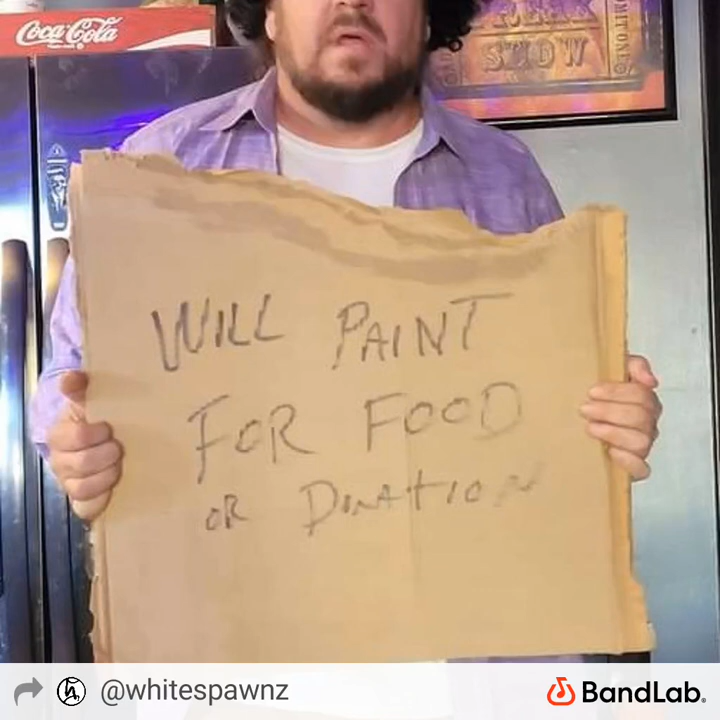 Coca-Cola
SHOW
WILL PAINT
FOR FOOD
OR DONATION
@whitespawnz
BandLab.